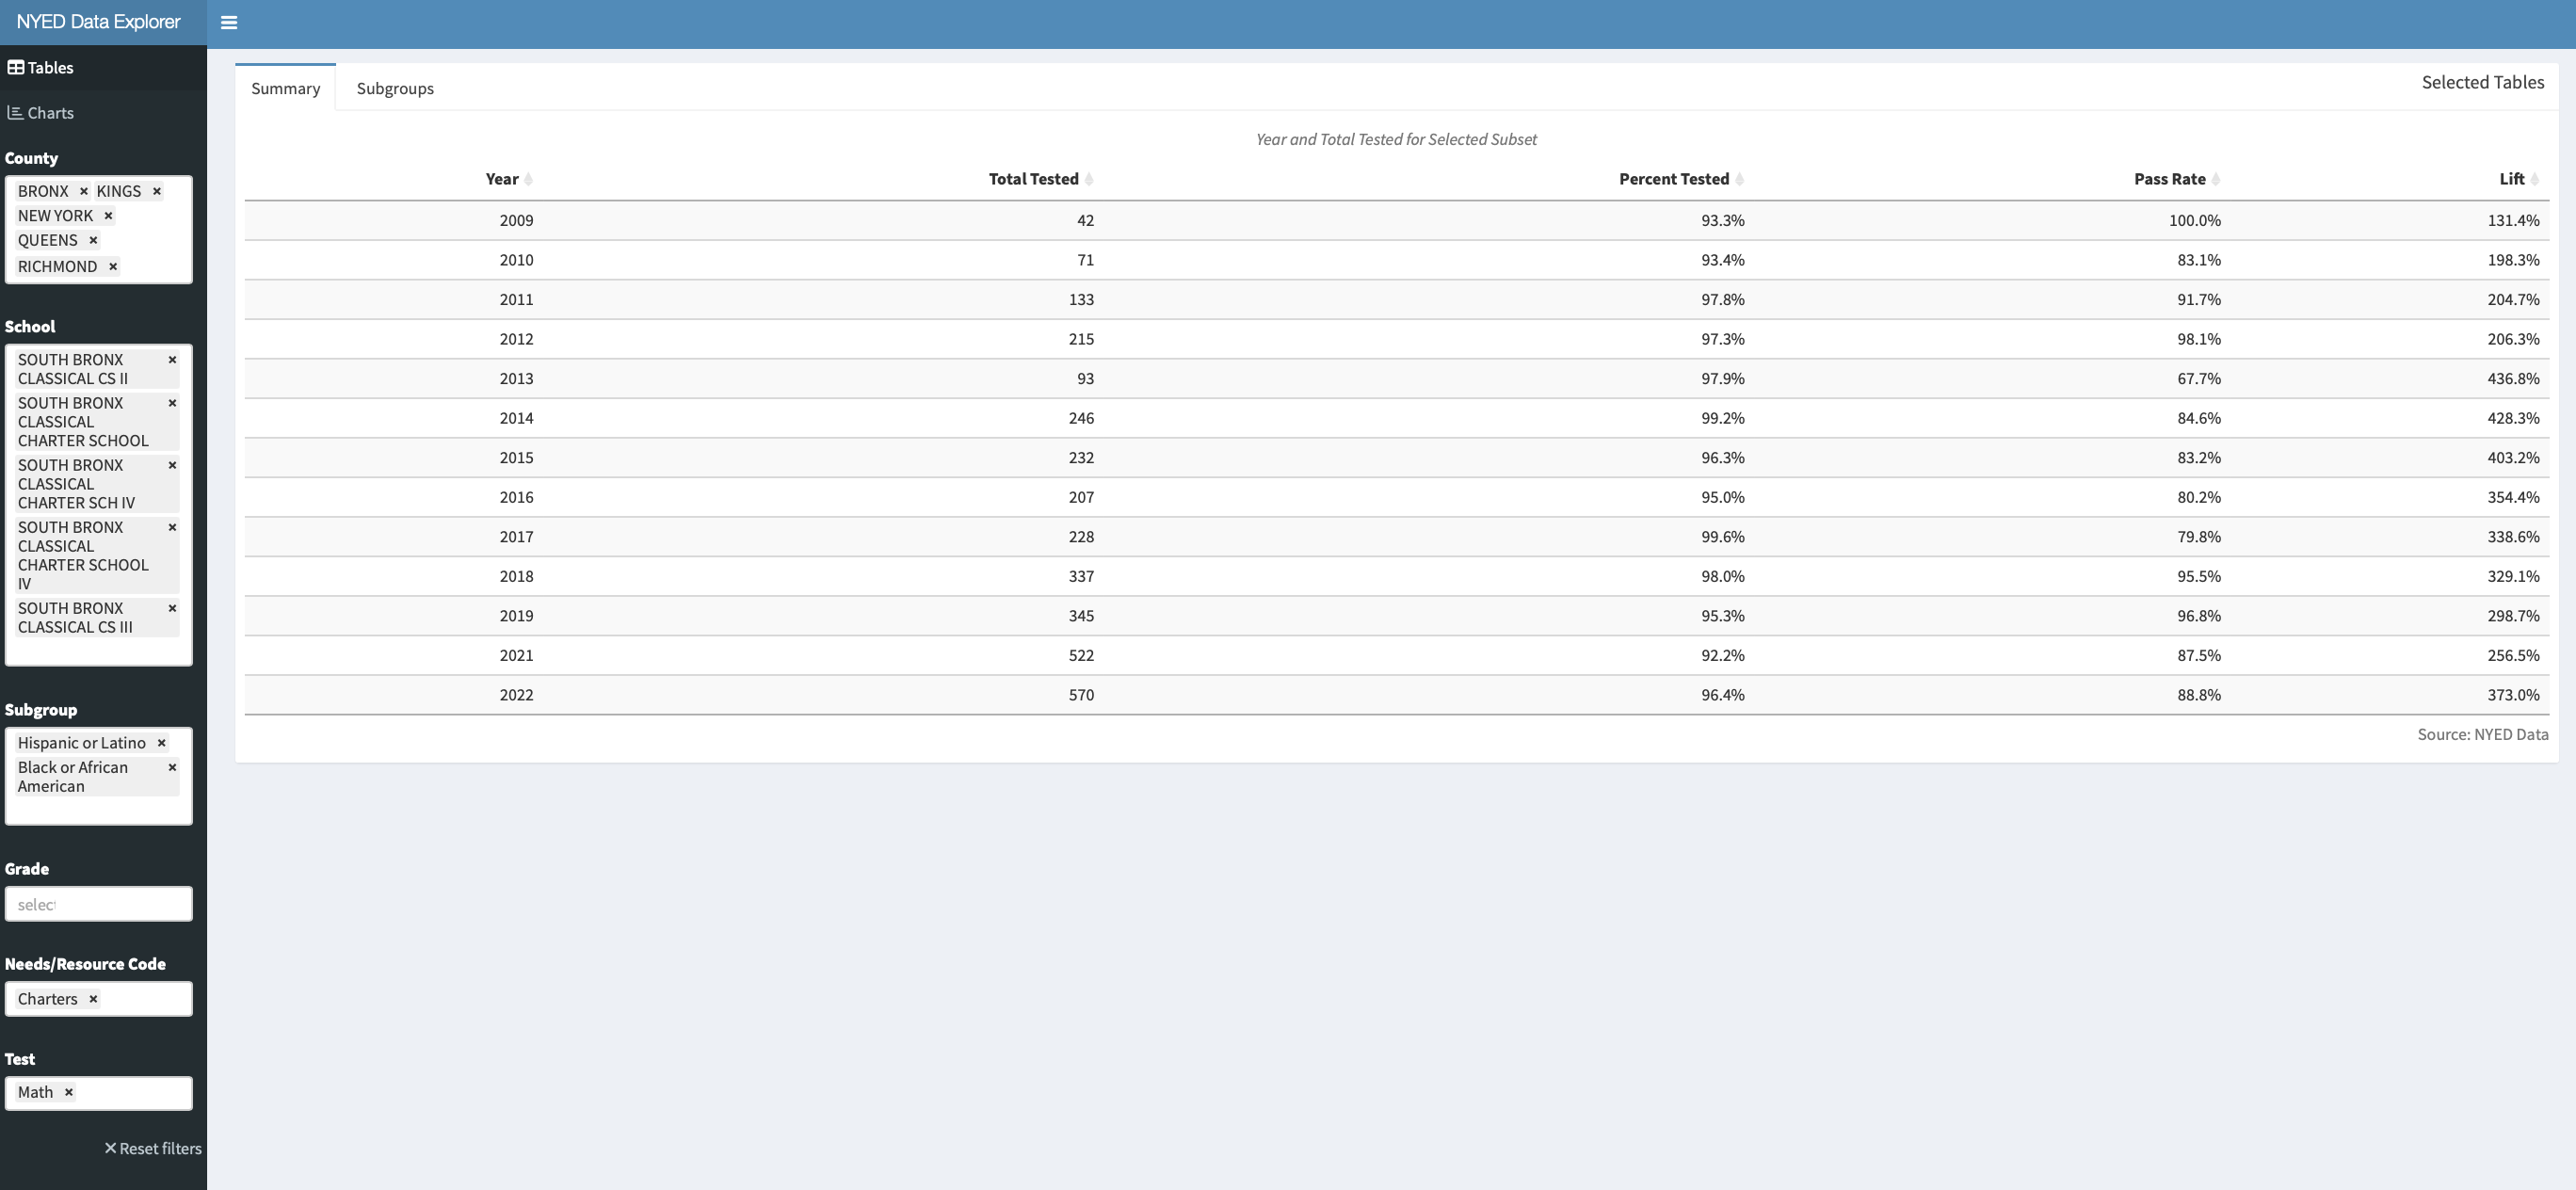 NYED Data Explorer
Tables
Charts
County
BRONX × KINGS ×
NEW YORK ×
QUEENS ×
RICHMOND ×
School
SOUTH BRONX ×
CLASSICAL CS II
SOUTH BRONX ×
CLASSICAL
CHARTER SCHOOL
SOUTH BRONX ×
CLASSICAL
CHARTER SCH IV
SOUTH BRONX ×
CLASSICAL
CHARTER SCHOOL
IV
SOUTH BRONX ×
CLASSICAL CS III
Subgroup
Hispanic or Latino ×
Black or African ×
American
Grade
selec
Needs/Resource Code
Charters ×
Test
Math ×
Reset filters
Summary Subgroups Selected Tables
Year and Total Tested for Selected Subset
Year Total Tested Percent Tested Pass Rate Lift
2009 42 93.3% 100.0% 131.4%
2010 71 93.4% 83.1% 198.3%
2011 133 97.8% 91.7% 204.7%
2012 215 97.3% 98.1% 206.3%
2013 93 97.9% 67.7% 436.8%
2014 246 99.2% 84.6% 428.3%
2015 232 96.3% 83.2% 403.2%
2016 207 95.0% 80.2% 354.4%
2017 228 99.6% 79.8% 338.6%
2018 337 98.0% 95.5% 329.1%
2019 345 95.3% 96.8% 298.7%
2021 522 92.2% 87.5% 256.5%
2022 570 96.4% 88.8% 373.0%
Source: NYED Data